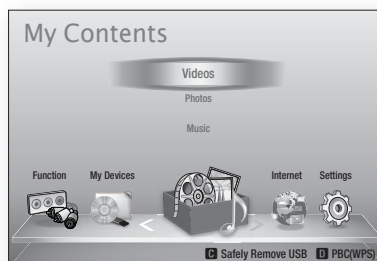 My Contents
Videos
Photos
Music
Function My Devices Internet Settings
C Safely Remove USB D PBC(WPS)